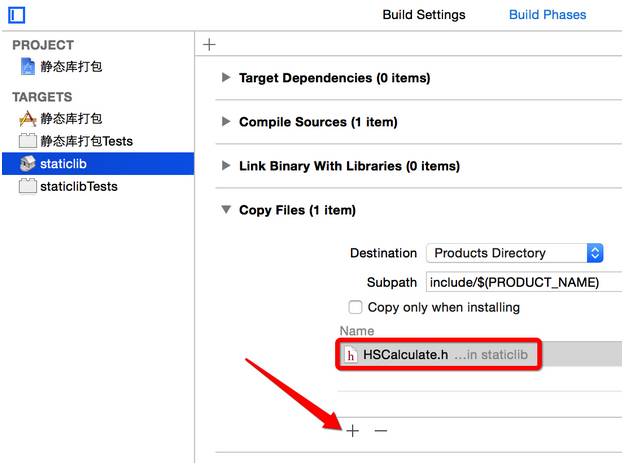 Build Settings Build Phases
PROJECT
静态库打包
TARGETS
静态库打包
静态库打包Tests
staticlib
staticlibTests
Target Dependencies (0 items)
Compile Sources (1 item)
Link Binary With Libraries (0 items)
Copy Files (1 item)
Destination Products Directory
Subpath include/$(PRODUCT_NAME)
Copy only when installing
Name
h HSCalculate.h ...in staticlib